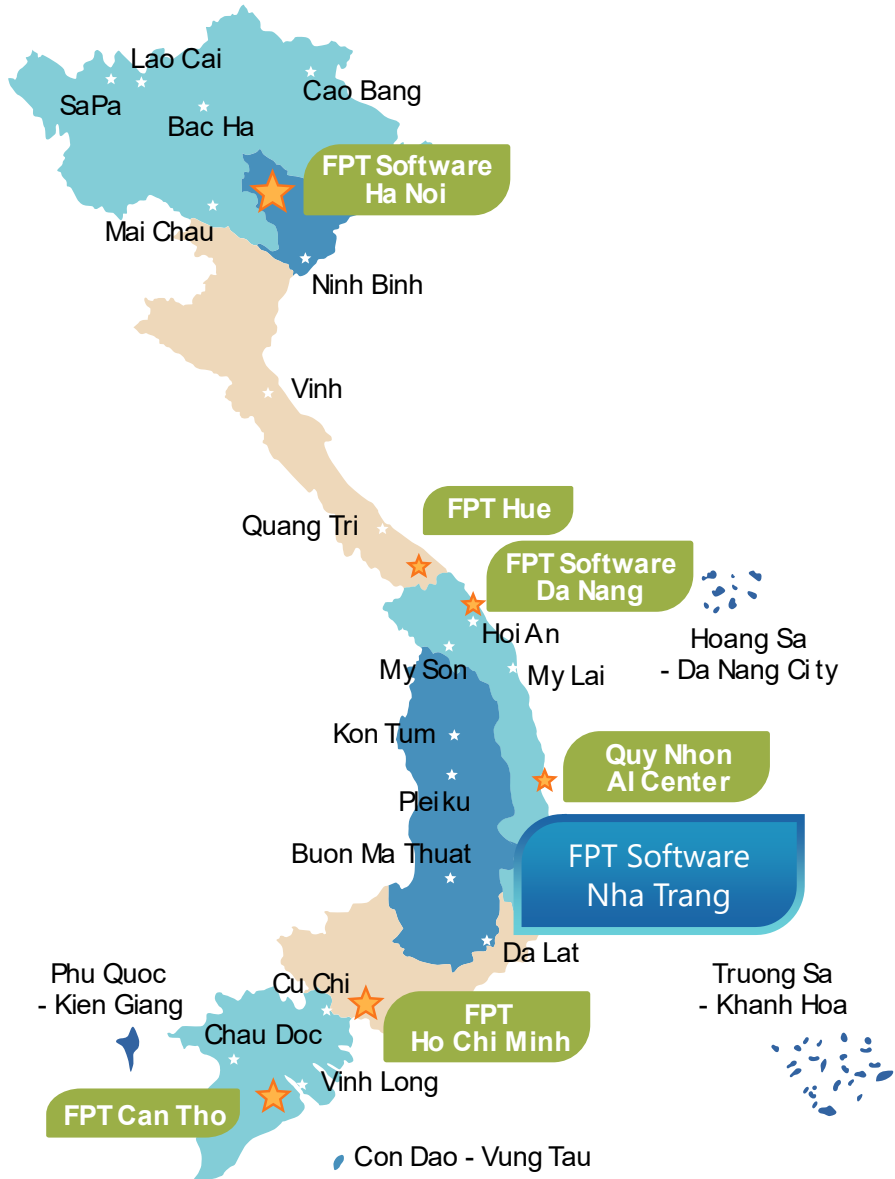 Lao Cai
SaPa
Cao Bang
Bac Ha
FPT Software
Ha Noi
Mai Chau
Ninh Binh
Vinh
FPT Hue
Quang Tri
FPT Software
Da Nang
Hoi An
Hoang Sa
- Da Nang City
My Son
My Lai
Kon Tum
Quy Nhon
AI Center
Pleiku
Buon Ma Thuat
FPT Software
Nha Trang
Da Lat
Phu Quoc
- Kien Giang
Cu Chi
Truong Sa
- Khanh Hoa
FPT
Ho Chi Minh
Chau Doc
Vinh Long
FPT Can Tho
Con Dao - Vung Tau